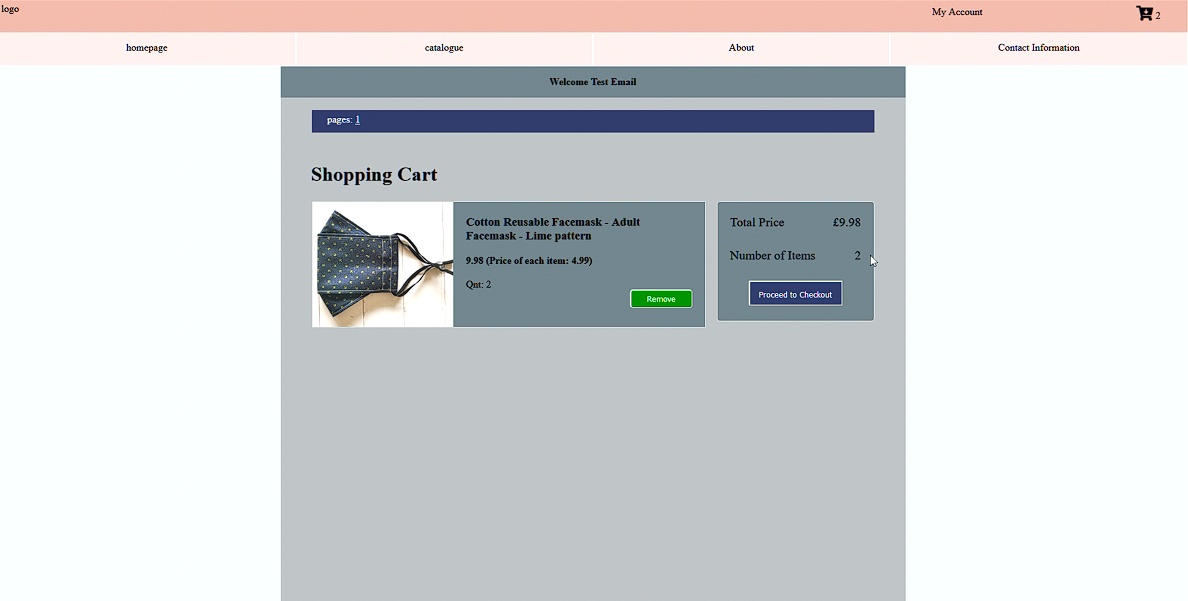 logo
My Account
2
homepage
catalogue
About
Contact Information
Welcome Test Email
pages: 1
Shopping Cart
Cotton Reusable Facemask - Adult
Facemask - Lime pattern
9.98 (Price of each item: 4.99)
Qnt: 2
Remove
Total Price £9.98
Number of Items 2
Proceed to Checkout